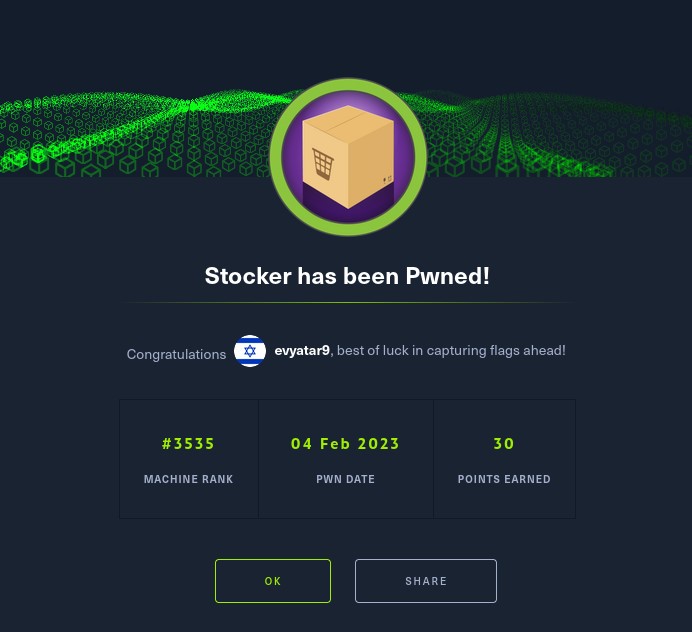 Stocker has been Pwned!
Congratulations evyatar9, best of luck in capturing flags ahead!
#3535 04 Feb 2023 30
MACHINE RANK PWN DATE POINTS EARNED
OK SHARE